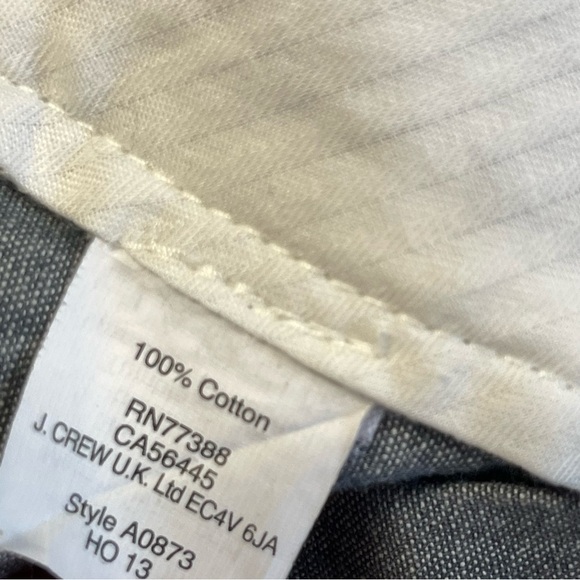 100% Cotton
RN77388
CA56445
J. CREW U.K. Ltd EC4V 6JA
Style A0873
HO 13